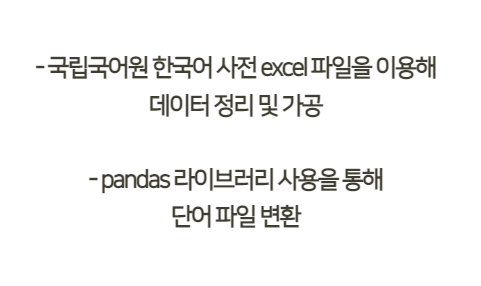 - 국립국어원 한국어 사전 excel 파일을 이용해
데이터 정리 및 가공
- pandas 라이브러리 사용을 통해
단어 파일 변환